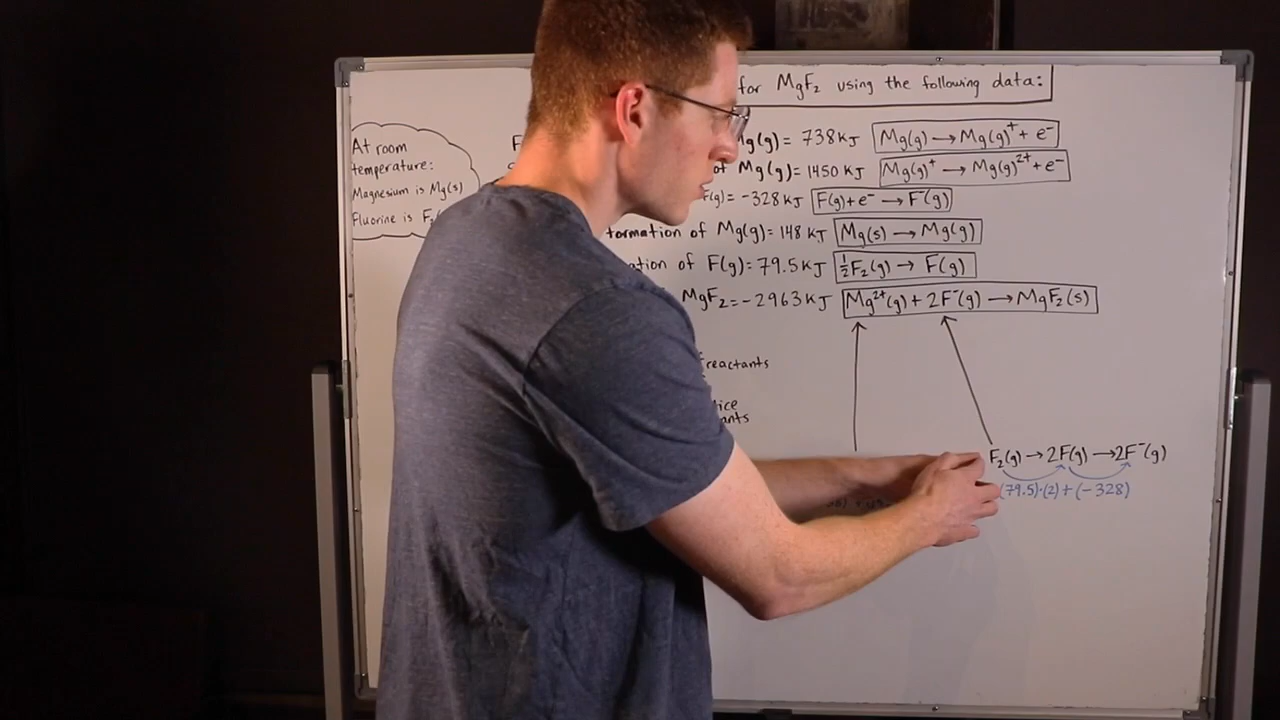 for MgF₂ using the following data:
At room
temperature:
Magnesium is Mg(s)
Fluorine is F₂
Mg(g) = 738 kJ Mg(g) → Mg(g)⁺ + e⁻
of Mg(g) = 1450 kJ Mg(g)⁺ → Mg(g)²⁺ + e⁻
F(g) = -328 kJ F(g) + e⁻ → F⁻(g)
formation of Mg(g) = 148 kJ Mg(s) → Mg(g)
ation of F(g) = 79.5 kJ ½F₂(g) → F(g)
MgF₂ = -2963 kJ Mg²⁺(g) + 2F⁻(g) → MgF₂(s)
reactants
F₂(g) → 2F(g) → 2F⁻(g)
(79.5)·(2) + (-328)